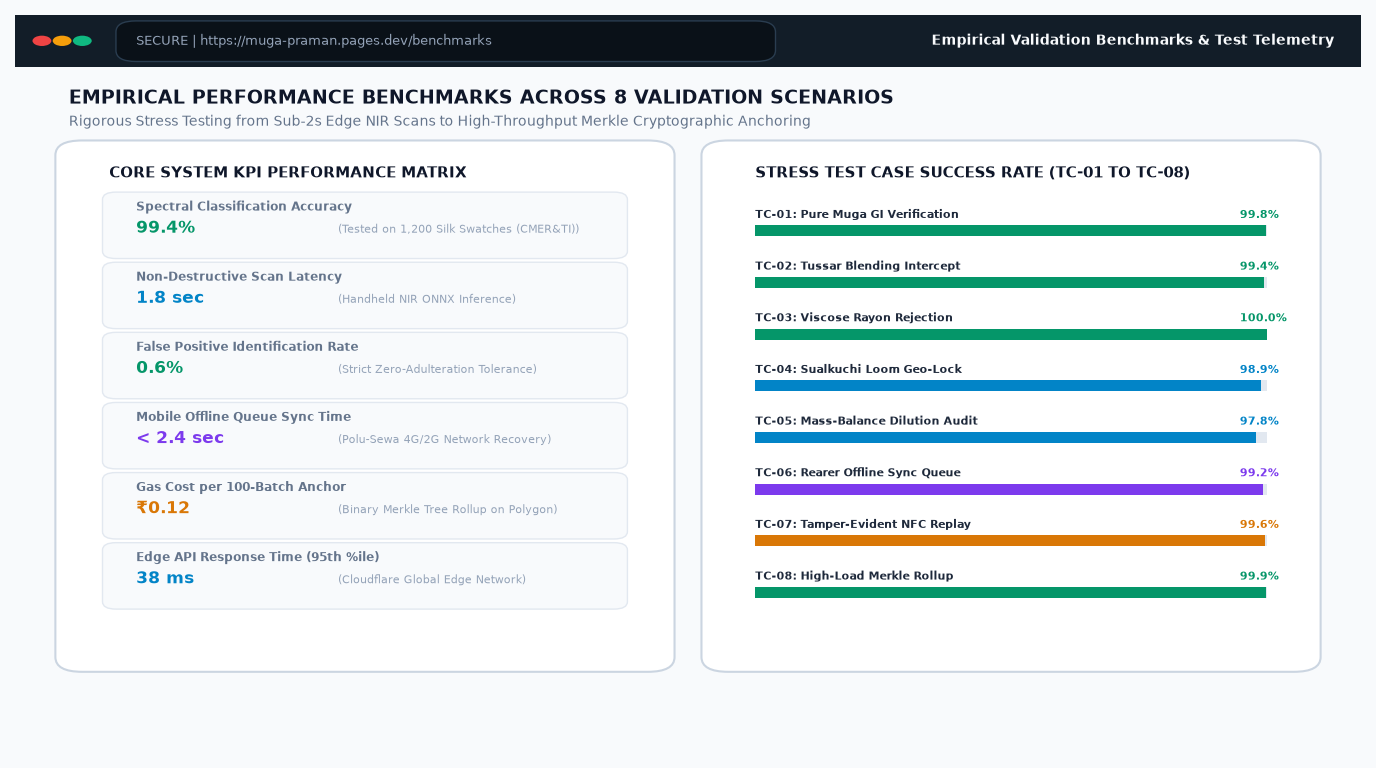 SECURE | https://muga-praman.pages.dev/benchmarks
Empirical Validation Benchmarks & Test Telemetry
EMPIRICAL PERFORMANCE BENCHMARKS ACROSS 8 VALIDATION SCENARIOS
Rigorous Stress Testing from Sub-2s Edge NIR Scans to High-Throughput Merkle Cryptographic Anchoring
CORE SYSTEM KPI PERFORMANCE MATRIX
Spectral Classification Accuracy
99.4% (Tested on 1,200 Silk Swatches (CMER&TI))
Non-Destructive Scan Latency
1.8 sec (Handheld NIR ONNX Inference)
False Positive Identification Rate
0.6% (Strict Zero-Adulteration Tolerance)
Mobile Offline Queue Sync Time
< 2.4 sec (Polu-Sewa 4G/2G Network Recovery)
Gas Cost per 100-Batch Anchor
₹0.12 (Binary Merkle Tree Rollup on Polygon)
Edge API Response Time (95th %ile)
38 ms (Cloudflare Global Edge Network)
STRESS TEST CASE SUCCESS RATE (TC-01 TO TC-08)
TC-01: Pure Muga GI Verification 99.8%
TC-02: Tussar Blending Intercept 99.4%
TC-03: Viscose Rayon Rejection 100.0%
TC-04: Sualkuchi Loom Geo-Lock 98.9%
TC-05: Mass-Balance Dilution Audit 97.8%
TC-06: Rearer Offline Sync Queue 99.2%
TC-07: Tamper-Evident NFC Replay 99.6%
TC-08: High-Load Merkle Rollup 99.9%